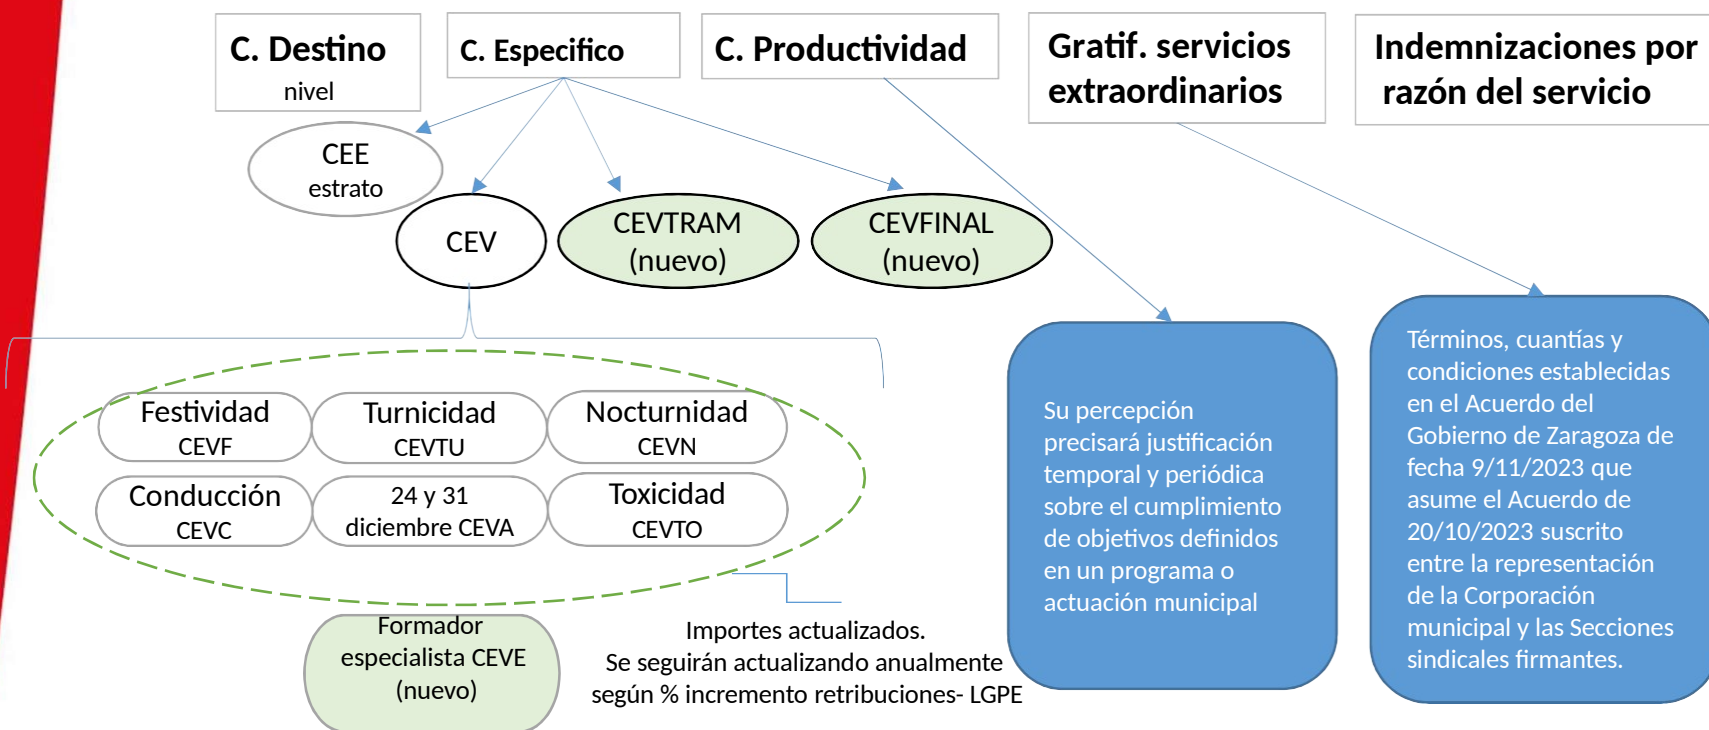 C. Destino
nivel
C. Especifico
C. Productividad
Gratif. servicios
extraordinarios
Indemnizaciones por
razón del servicio
CEE
estrato
CEV
CEVTRAM
(nuevo)
CEVFINAL
(nuevo)
Festividad
CEVF
Turnicidad
CEVTU
Nocturnidad
CEVN
Conducción
CEVC
24 y 31
diciembre CEVA
Toxicidad
CEVTO
Formador
especialista CEVE
(nuevo)
Importes actualizados.
Se seguirán actualizando anualmente
según % incremento retribuciones- LGPE
Su percepción
precisará justificación
temporal y periódica
sobre el cumplimiento
de objetivos definidos
en un programa o
actuación municipal
Términos, cuantías y
condiciones establecidas
en el Acuerdo del
Gobierno de Zaragoza de
fecha 9/11/2023 que
asume el Acuerdo de
20/10/2023 suscrito
entre la representación
de la Corporación
municipal y las Secciones
sindicales firmantes.